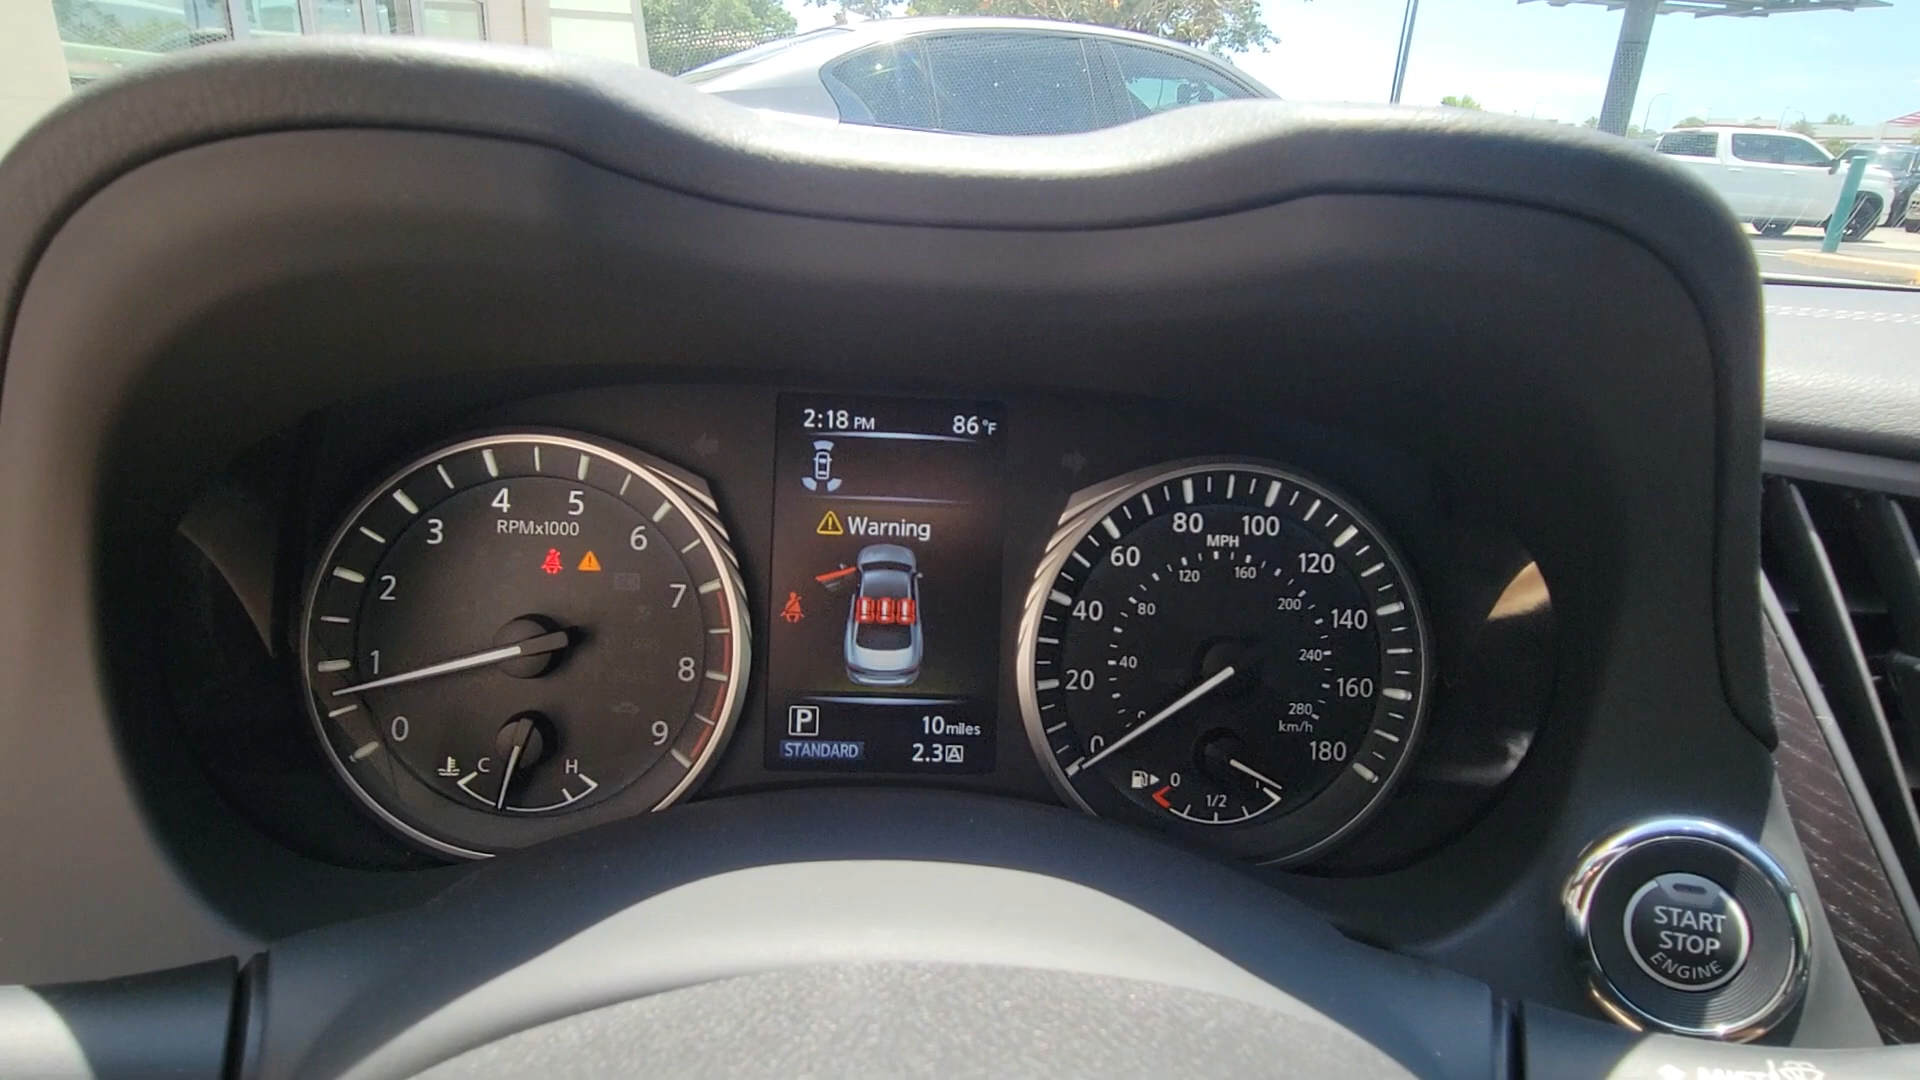 2:18 PM 86°F
Warning
P 10 miles
STANDARD 2.3 A
0
1
2
3
4
5
6
7
8
9
RPMx1000
C H
0
20
40
60
80
100
120
140
160
180
MPH
40
80
120
160
200
240
280
km/h
0 1/2 1
START
STOP
ENGINE